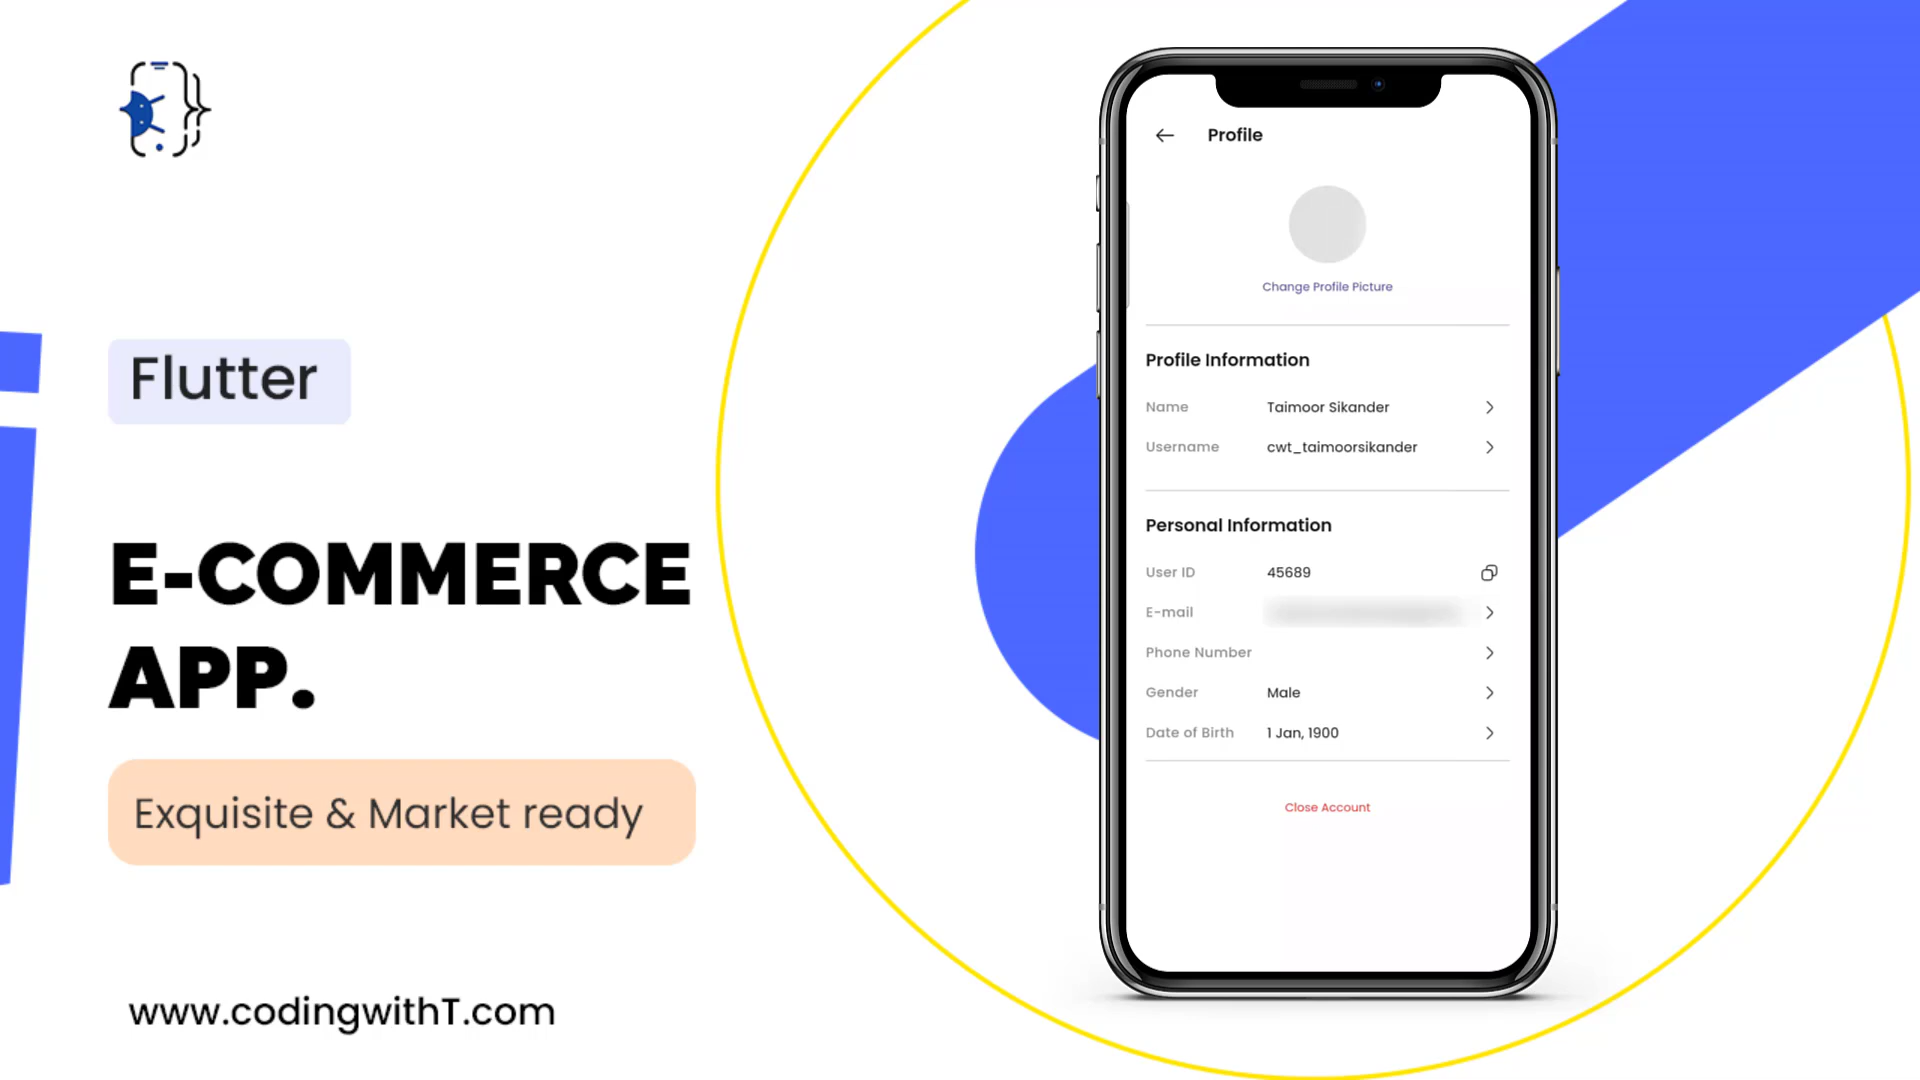 Flutter
E-COMMERCE
APP.
Exquisite & Market ready
www.codingwithT.com
Profile
Change Profile Picture
Profile Information
Name Taimoor Sikander
Username cwt_taimoorsikander
Personal Information
User ID 45689
E-mail
Phone Number
Gender Male
Date of Birth 1 Jan, 1900
Close Account